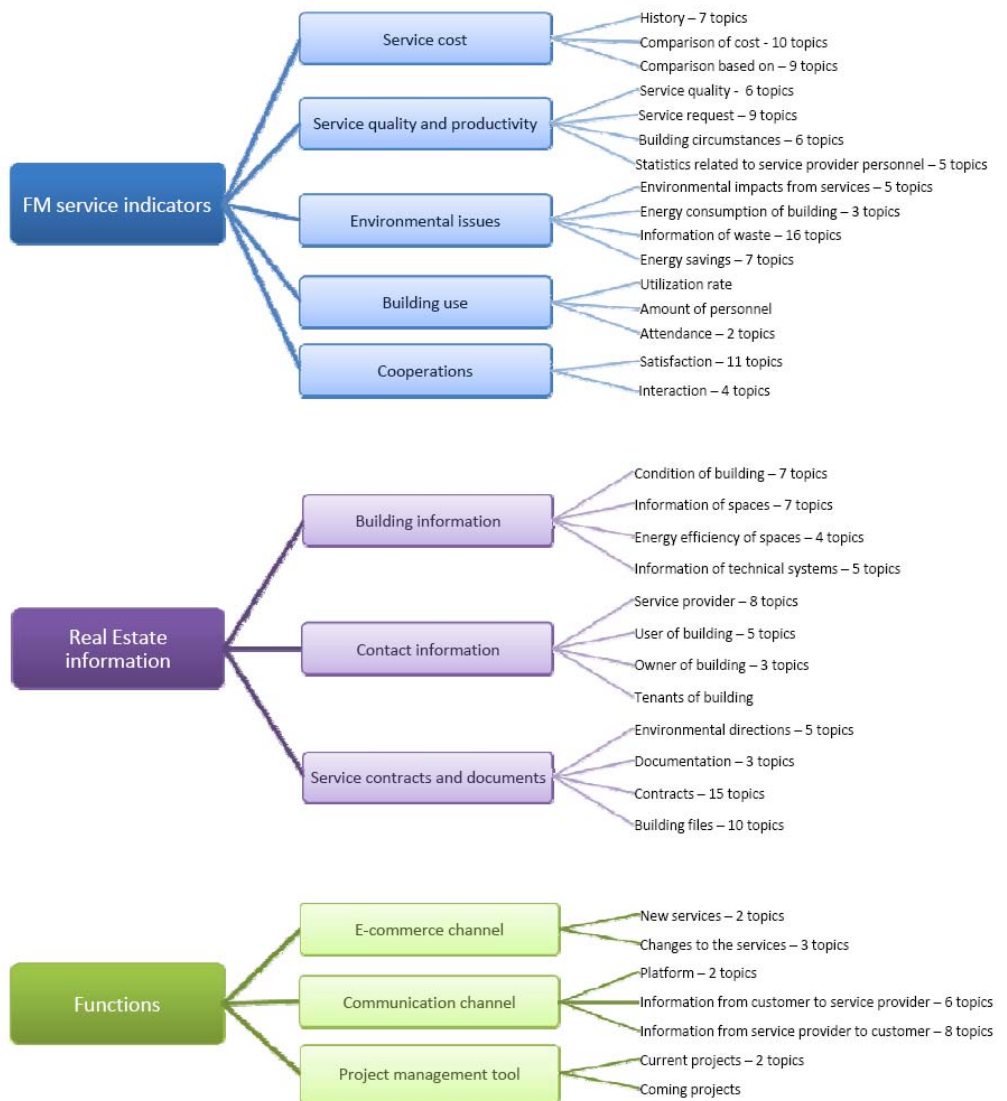 FM service indicators
Service cost
History – 7 topics
Comparison of cost - 10 topics
Comparison based on – 9 topics
Service quality and productivity
Service quality -  6 topics
Service request – 9 topics
Building circumstances – 6 topics
Statistics related to service provider personnel – 5 topics
Environmental issues
Environmental impacts from services – 5 topics
Energy consumption of building – 3 topics
Information of waste – 16 topics
Energy savings – 7 topics
Building use
Utilization rate
Amount of personnel
Attendance – 2 topics
Cooperations
Satisfaction – 11 topics
Interaction – 4 topics
Real Estate
information
Building information
Condition of building – 7 topics
Information of spaces – 7 topics
Energy efficiency of spaces – 4 topics
Information of technical systems – 5 topics
Contact information
Service provider – 8 topics
User of building – 5 topics
Owner of building – 3 topics
Tenants of building
Service contracts and documents
Environmental directions – 5 topics
Documentation – 3 topics
Contracts – 15 topics
Building files – 10 topics
Functions
E-commerce channel
New services – 2 topics
Changes to the services – 3 topics
Communication channel
Platform – 2 topics
Information from customer to service provider – 6 topics
Information from service provider to customer – 8 topics
Project management tool
Current projects – 2 topics
Coming projects